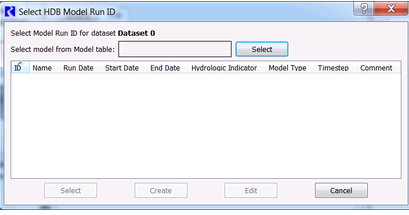 Select HDB Model Run ID
Select Model Run ID for dataset Dataset 0
Select model from Model table: Select
ID Name Run Date Start Date End Date Hydrologic Indicator Model Type Timestep Comment
Select Create Edit Cancel